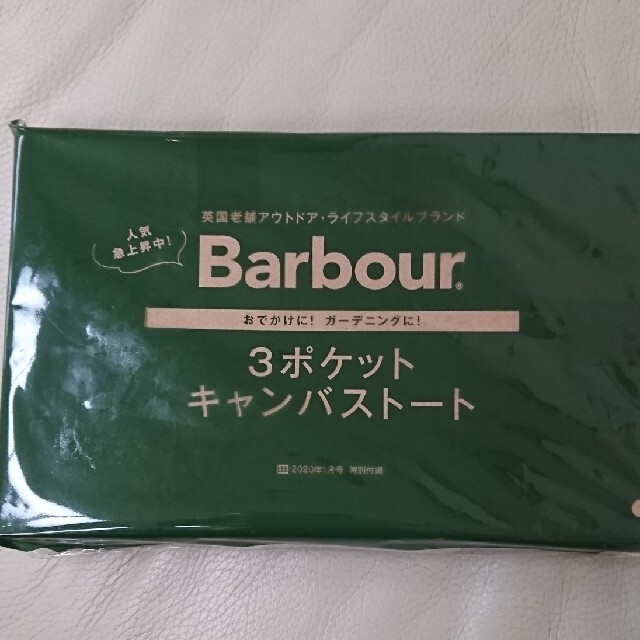 英国老舗アウトドア・ライフスタイルブランド
人気
急上昇中!
Barbour®
おでかけに! ガーデニングに!
3ポケット
キャンバストート
2020年1月号 特別付録